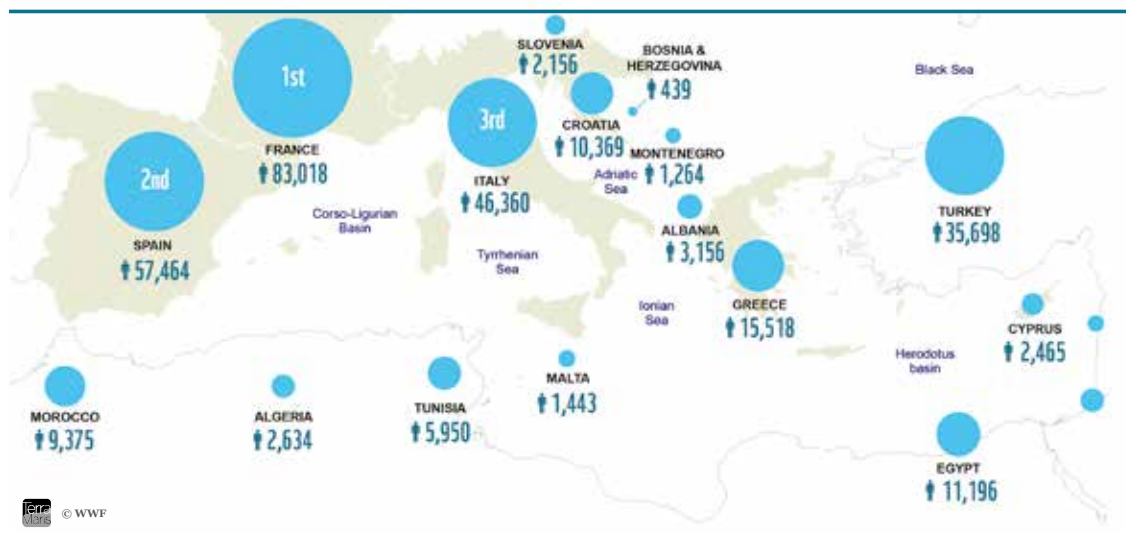 SLOVENIA
2,156
BOSNIA &
HERZEGOVINA
439
Black Sea
1st
FRANCE
83,018
3rd
ITALY
46,360
CROATIA
10,369
MONTENEGRO
1,264
Adriatic
Sea
2nd
SPAIN
57,464
Corso-Ligurian
Basin
Tyrrhenian
Sea
ALBANIA
3,156
TURKEY
35,698
Ionian
Sea
GREECE
15,518
CYPRUS
2,465
Herodotus
basin
MOROCCO
9,375
ALGERIA
2,634
TUNISIA
5,950
MALTA
1,443
EGYPT
11,196
Terra
Maris
© WWF